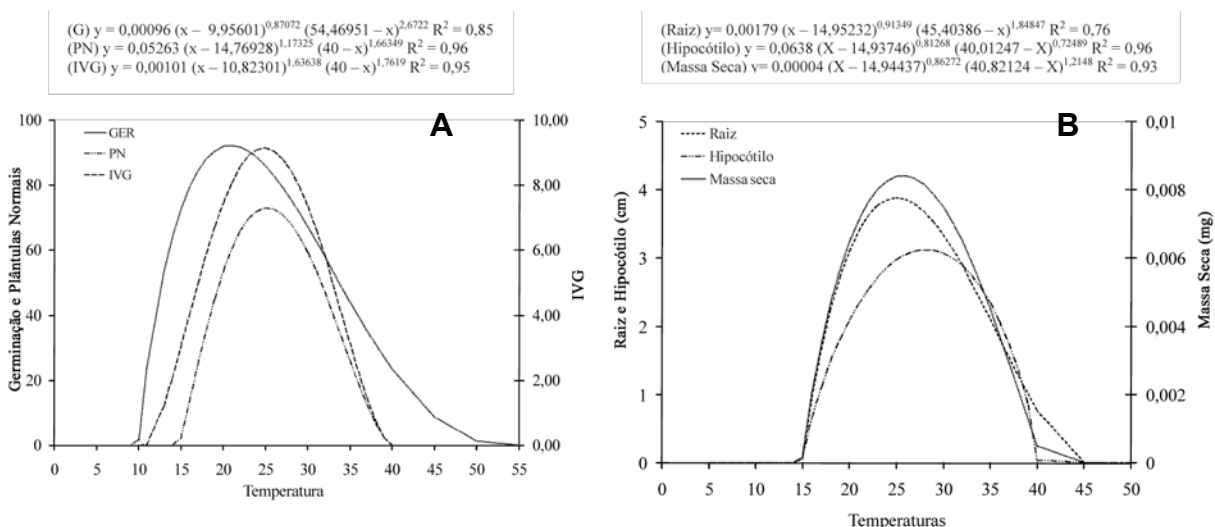 (G) y = 0,00096 (x – 9,95601)^0,87072 (54,46951 – x)^2,6722 R² = 0,85
(PN) y = 0,05263 (x – 14,76928)^1,17325 (40 – x)^1,66349 R² = 0,96
(IVG) y = 0,00101 (x – 10,82301)^1,63638 (40 – x)^1,7619 R² = 0,95
(Raiz) y= 0,00179 (x - 14,95232)^0,91349 (45,40386 – x)^1,84847 R² = 0,76
(Hipocótilo) y = 0,0638 (X – 14,93746)^0,81268 (40,01247 – X)^0,72489 R² = 0,96
(Massa Seca) y= 0,00004 (X – 14,94437)^0,86272 (40,82124 – X)^1,2148 R² = 0,93
A
GER
PN
IVG
Germinação e Plântulas Normais
100
80
60
40
20
0
10,00
8,00
6,00
4,00
2,00
0,00
IVG
0 5 10 15 20 25 30 35 40 45 50 55
Temperatura
B
Raiz
Hipocótilo
Massa seca
Raiz e Hipocótilo (cm)
5
4
3
2
1
0
0,01
0,008
0,006
0,004
0,002
0
Massa Seca (mg)
0 5 10 15 20 25 30 35 40 45 50
Temperaturas